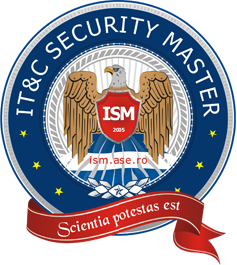 IT&C SECURITY MASTER
ISM
2005
ism.ase.ro
Scientia potestas est